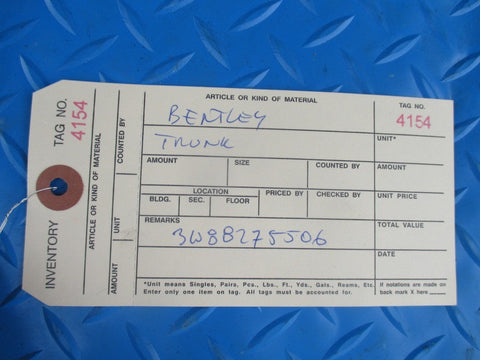 INVENTORY
TAG NO.
4154
ARTICLE OR KIND OF MATERIAL
COUNTED BY
UNIT
AMOUNT
ARTICLE OR KIND OF MATERIAL
TAG NO.
BENTLEY
4154
TRUNK
UNIT*
AMOUNT
SIZE
COUNTED BY
AMOUNT
LOCATION
PRICED BY
CHECKED BY
UNIT PRICE
BLDG.
SEC.
FLOOR
REMARKS
TOTAL VALUE
3W88275506
DATE
*Unit means Singles, Pairs, Pcs., Lbs., Ft., Yds., Gals., Reams, Etc.
Enter only one item on tag. All tags must be accounted for.
If notations are made on
back mark X here